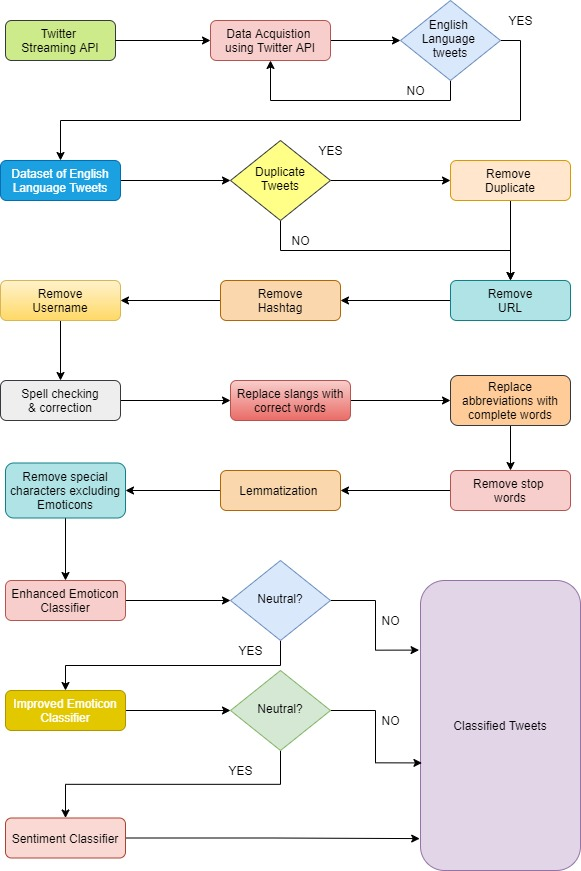 Twitter
Streaming API
Data Acquistion
using Twitter API
English
Language
tweets
YES
NO
Dataset of English
Language Tweets
Duplicate
Tweets
YES
Remove
Duplicate
NO
Remove
Username
Remove
Hashtag
Remove
URL
Spell checking
& correction
Replace slangs with
correct words
Replace
abbreviations with
complete words
Remove special
characters excluding
Emoticons
Lemmatization
Remove stop
words
Enhanced Emoticon
Classifier
Neutral?
NO
YES
Improved Emoticon
Classifier
Neutral?
NO
Classified Tweets
YES
Sentiment Classifier